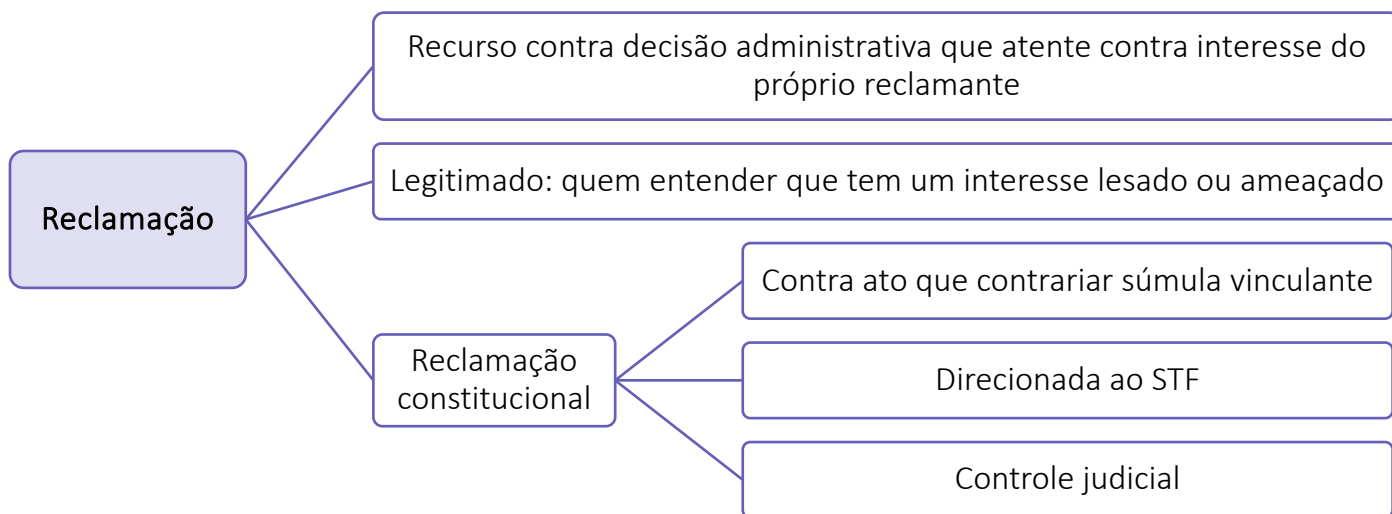 Recurso contra decisão administrativa que atente contra interesse do
próprio reclamante
Reclamação
Legitimado: quem entender que tem um interesse lesado ou ameaçado
Reclamação
constitucional
Contra ato que contrariar súmula vinculante
Direcionada ao STF
Controle judicial